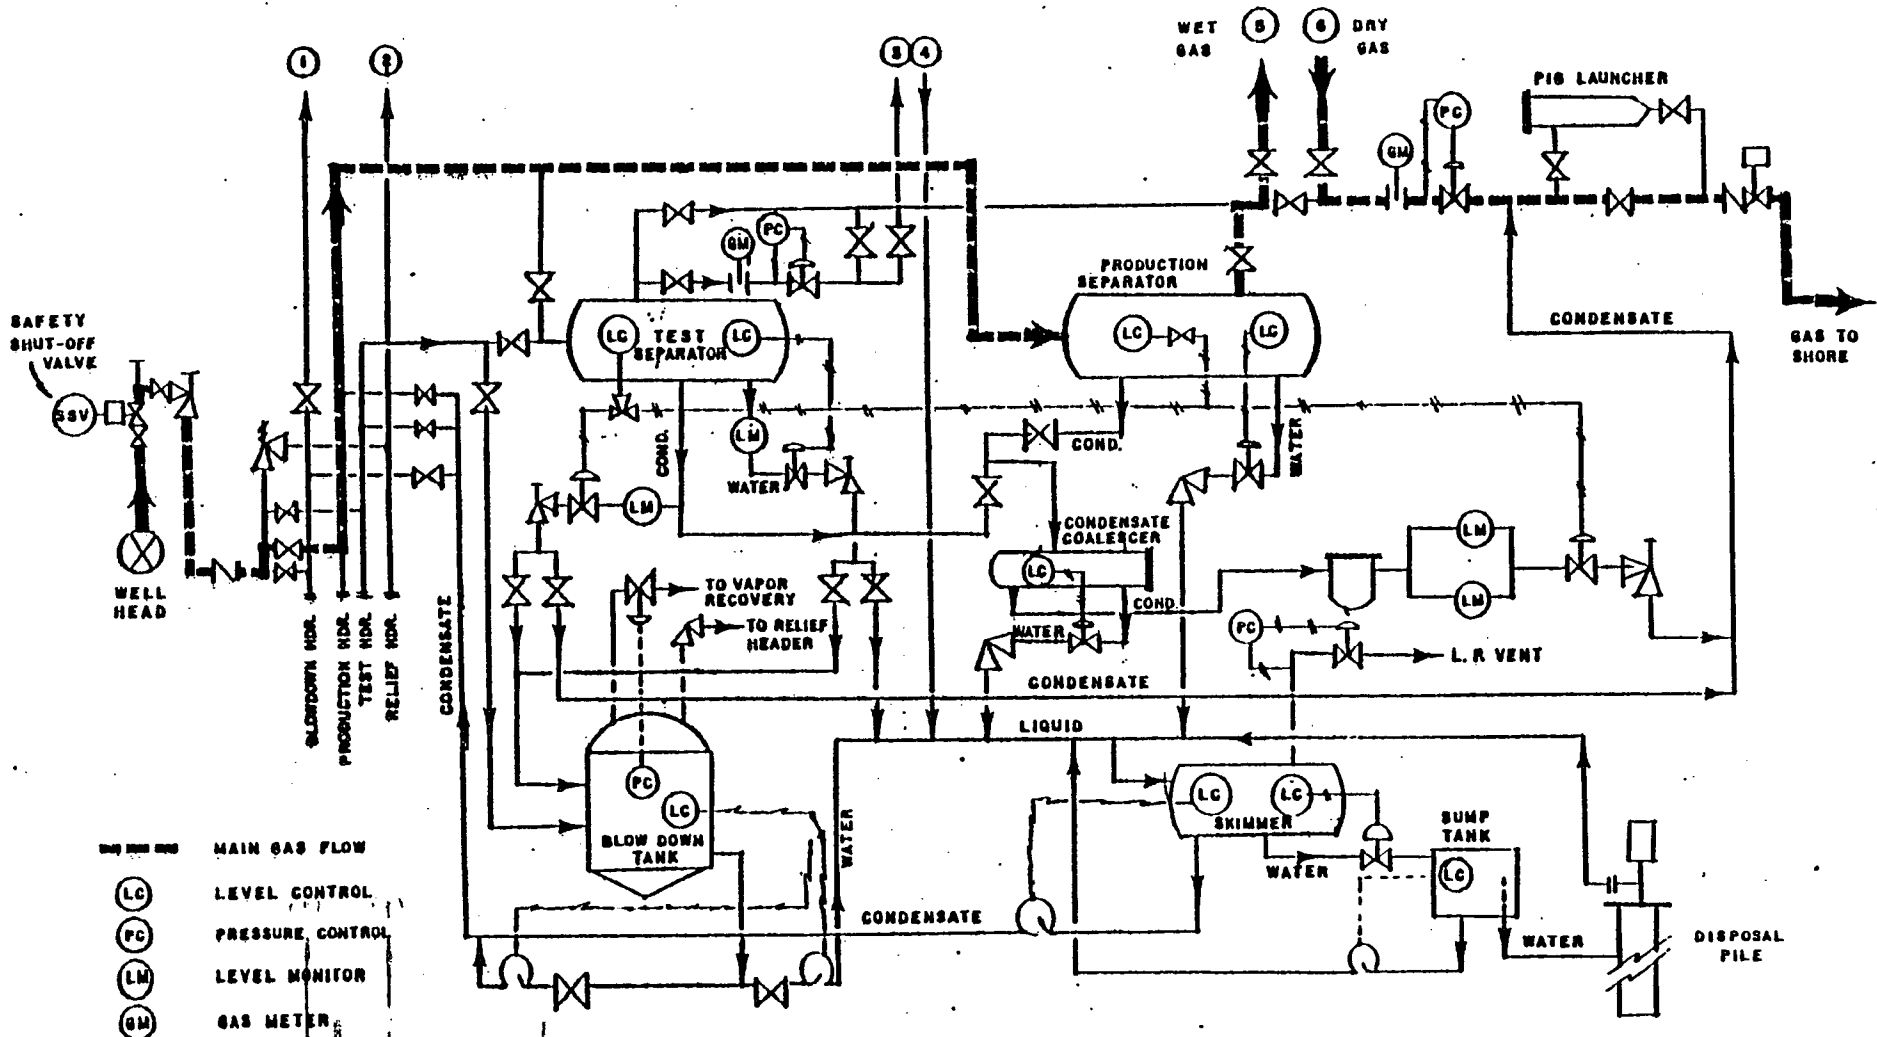 WET
GAS
5
6
DRY
GAS
1
2
3
4
PIG LAUNCHER
PC
GM
PC
GM
PRODUCTION
SEPARATOR
SAFETY
SHUT-OFF
VALVE
SSV
LC
TEST
SEPARATOR
LC
LC
LC
CONDENSATE
GAS TO
SHORE
LM
COND.
WATER
COND.
WATER
LM
WELL
HEAD
CONDENSATE
COALESCER
LC
COND.
WATER
LM
LM
PC
L.P. VENT
TO VAPOR
RECOVERY
TO RELIEF
HEADER
BLOWDOWN HDR.
PRODUCTION HDR.
TEST HDR.
RELIEF HDR.
CONDENSATE
CONDENSATE
LIQUID
PC
LC
BLOW DOWN
TANK
WATER
LC
LC
SKIMMER
WATER
SUMP
TANK
LC
WATER
DISPOSAL
PILE
CONDENSATE
MAIN GAS FLOW
LC LEVEL CONTROL
PC PRESSURE CONTROL
LM LEVEL MONITOR
GM GAS METER